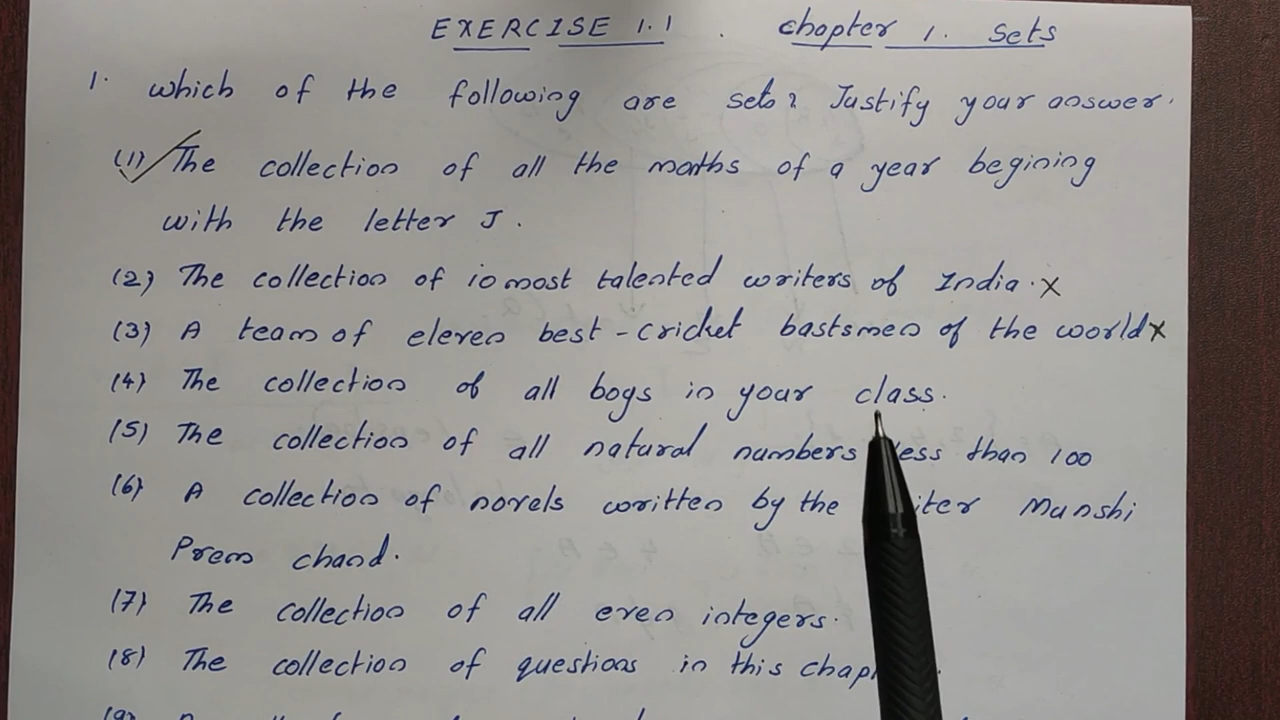 EXERCISE 1.1 . chapter 1. Sets
1. which of the following are sets? Justify your answer.
(1) The collection of all the moths of a year begining
with the letter J.
(2) The collection of 10 most talented writers of India. x
(3) A team of eleven best-cricket bastsmen of the world x
(4) The collection of all boys in your class.
(5) The collection of all natural numbers less than 100
(6) A collection of novels written by the Munshi
Prem chand.
(7) The collection of all even integers.
(8) The collection of questions in this